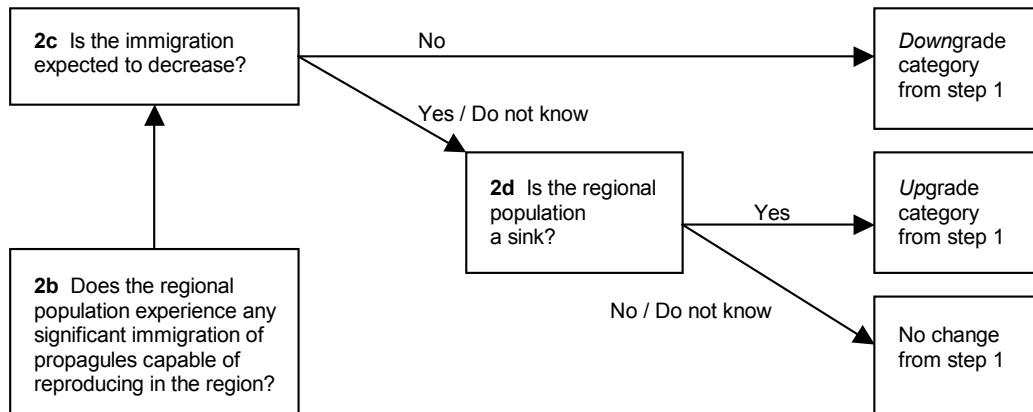 2c Is the immigration
expected to decrease?
No
Downgrade
category
from step 1
Yes / Do not know
2d Is the regional
population
a sink?
Yes
Upgrade
category
from step 1
2b Does the regional
population experience any
significant immigration of
propagules capable of
reproducing in the region?
No / Do not know
No change
from step 1